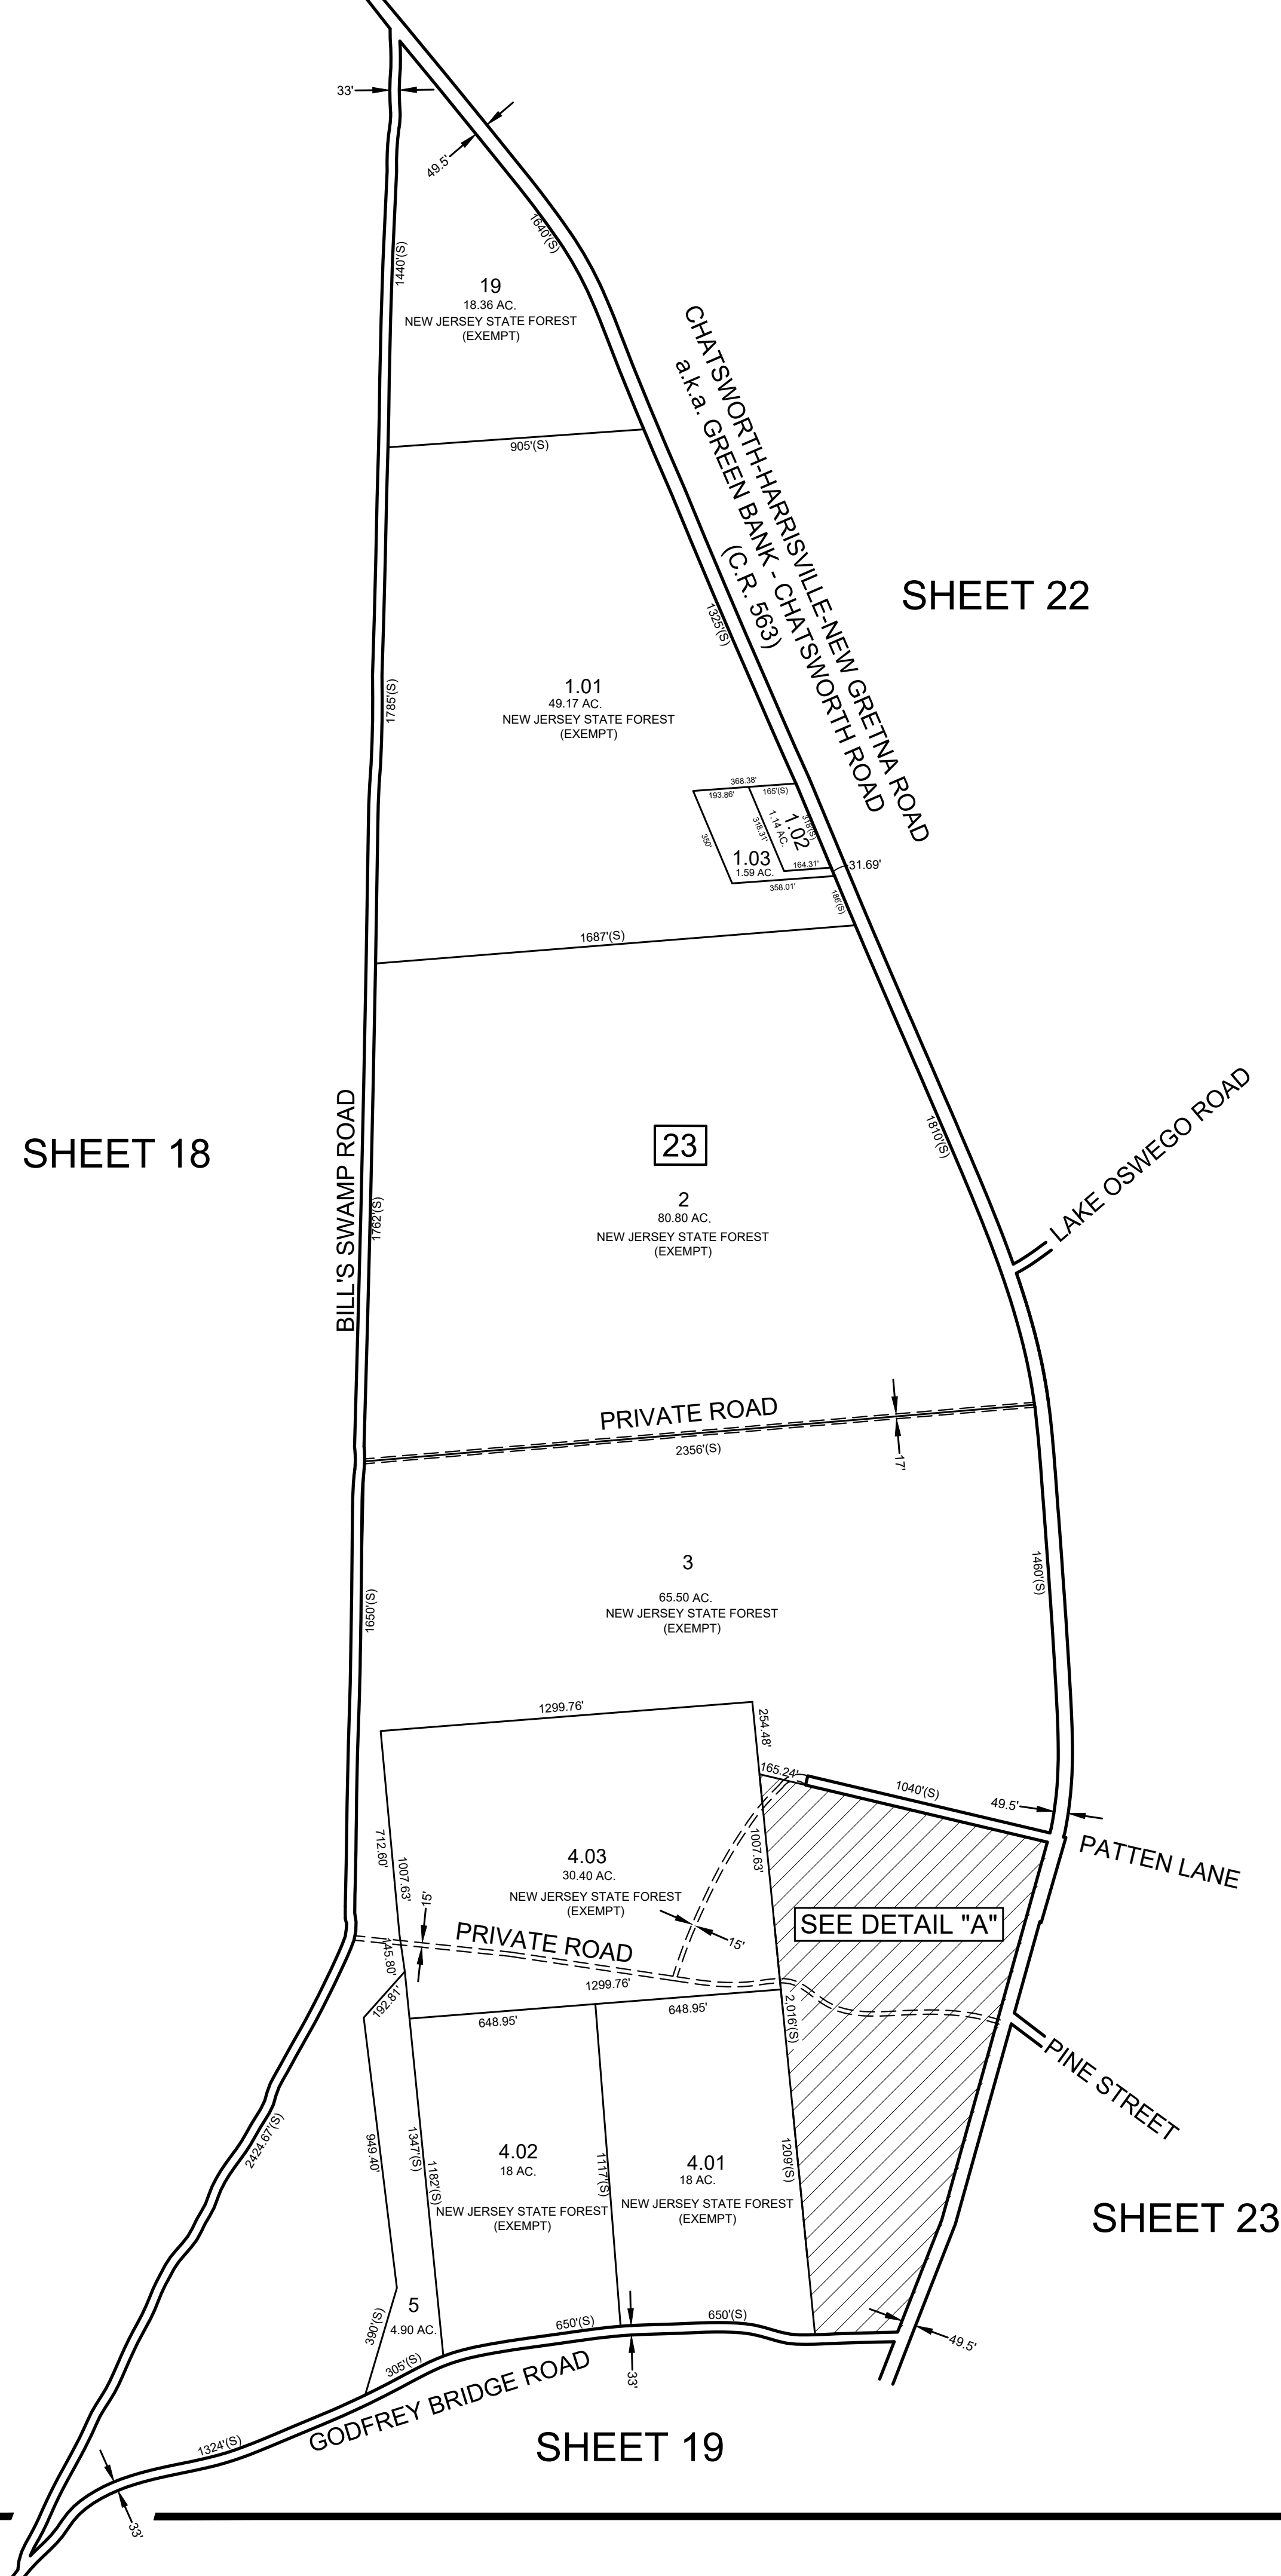 33'
49.5'
1640'(S)
1440'(S)
19
18.36 AC.
NEW JERSEY STATE FOREST
(EXEMPT)
905'(S)
CHATSWORTH-HARRISVILLE-NEW GRETNA ROAD
a.k.a. GREEN BANK - CHATSWORTH ROAD
(C.R. 563)
SHEET 22
1325'(S)
1785'(S)
1.01
49.17 AC.
NEW JERSEY STATE FOREST
(EXEMPT)
368.38'
193.86'
165'(S)
318'(S)
1.02
1.14 AC.
318.31'
350'
1.03
1.59 AC.
164.31'
31.69'
358.01'
186'(S)
1687'(S)
1810'(S)
LAKE OSWEGO ROAD
SHEET 18
BILL'S SWAMP ROAD
1762'(S)
23
2
80.80 AC.
NEW JERSEY STATE FOREST
(EXEMPT)
PRIVATE ROAD
2356'(S)
17'
3
65.50 AC.
NEW JERSEY STATE FOREST
(EXEMPT)
1460'(S)
1650'(S)
1299.76'
254.48'
165.24'
1040'(S)
49.5'
PATTEN LANE
712.60'
1007.63'
1007.63'
4.03
30.40 AC.
NEW JERSEY STATE FOREST
(EXEMPT)
15'
PRIVATE ROAD
15'
SEE DETAIL "A"
145.80'
192.81'
1299.76'
648.95'
648.95'
2,016'(S)
PINE STREET
2424.67'(S)
949.40'
1347'(S)
1182'(S)
4.02
18 AC.
NEW JERSEY STATE FOREST
(EXEMPT)
1117'(S)
4.01
18 AC.
NEW JERSEY STATE FOREST
(EXEMPT)
1209'(S)
SHEET 23
5
4.90 AC.
390'(S)
305'(S)
650'(S)
650'(S)
33'
49.5'
GODFREY BRIDGE ROAD
1324'(S)
SHEET 19
33'